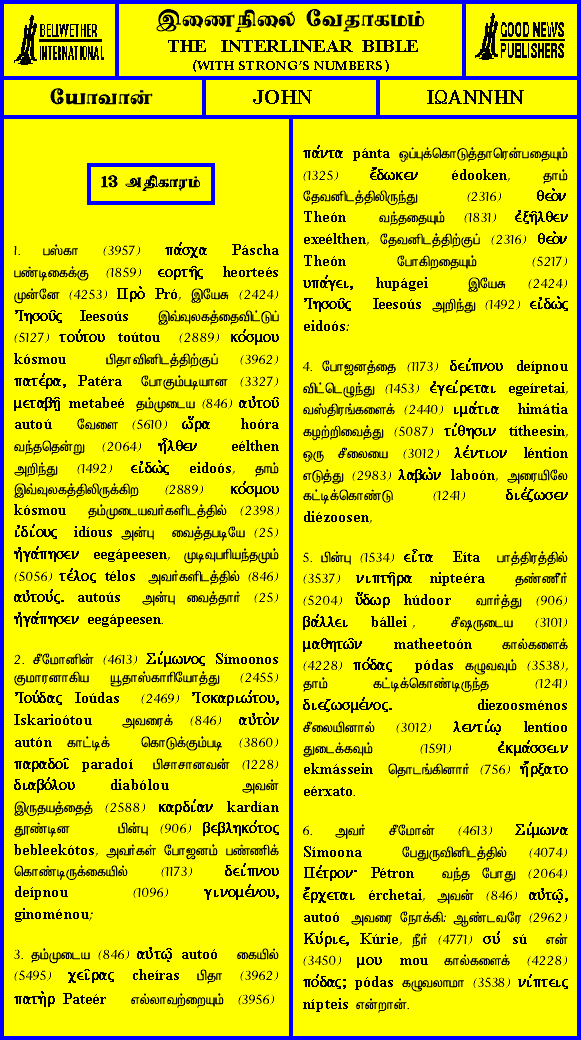 BELLWETHER
INTERNATIONAL
இணைநிலை வேதாகமம்
THE INTERLINEAR BIBLE
(WITH STRONG'S NUMBERS)
GOOD NEWS
PUBLISHERS
யோவான்
JOHN
ΙΩΑΝΝΗΝ
13 அதிகாரம்
1. பஸ்கா (3957) πάσχα Páscha
பண்டிகைக்கு (1859) εορτῆς heorteés
முன்னே (4253) Πρὸ Pró, இயேசு (2424)
Ἰησοῦς Ieesoús இவ்வுலகத்தைவிட்டுப்
(5127) τούτου toútou (2889) κόσμου
kósmou பிதாவினிடத்திற்குப் (3962)
πατέρα, Patéra போகும்படியான (3327)
μεταβῇ metabeé தம்முடைய (846) αὐτοῦ
autoú வேளை (5610) ὥρα hoóra
வந்ததென்று (2064) ἦλθεν eélthen
அறிந்து (1492) εἰδὼς eidoós, தாம்
இவ்வுலகத்திலிருக்கிற (2889) κόσμου
kósmou தம்முடையவர்களிடத்தில் (2398)
ἰδίους idíous அன்பு வைத்தபடியே (25)
ἠγάπησεν eegápeesen, முடிவுபரியந்தமும்
(5056) τέλος télos அவர்களிடத்தில் (846)
αὐτούς. autoús அன்பு வைத்தார் (25)
ἠγάπησεν eegápeesen.
2. சீமோனின் (4613) Σίμωνος Símoonos
குமாரனாகிய யூதாஸ்காரியோத்து (2455)
Ἰούδας Ioúdas (2469) Ἰσκαριώτου,
Iskarioótou அவரைக் (846) αὐτὸν
autón காட்டிக் கொடுக்கும்படி (3860)
παραδοῖ paradoí பிசாசானவன் (1228)
διαβόλου diabólou அவன்
இருதயத்தைத் (2588) καρδίαν kardían
தூண்டின பின்பு (906) βεβληκότος
bebleekótos, அவர்கள் போஜனம் பண்ணிக்
கொண்டிருக்கையில் (1173) δείπνου
deípnou (1096) γινομένου,
ginoménou;
3. தம்முடைய (846) αὐτῷ autoó கையில்
(5495) χεῖρας cheíras பிதா (3962)
πατὴρ Pateér எல்லாவற்றையும் (3956)
πάντα pánta ஒப்புக்கொடுத்தாரென்பதையும்
(1325) ἔδωκεν édooken, தாம்
தேவனிடத்திலிருந்து (2316) θεὸν
Theón வந்ததையும் (1831) ἐξῆλθεν
exeélthen, தேவனிடத்திற்குப் (2316) θεὸν
Theón போகிறதையும் (5217)
υπάγει, hupágei இயேசு (2424)
Ἰησοῦς Ieesoús அறிந்து (1492) εἰδὼς
eidoós;
4. போஜனத்தை (1173) δείπνου deípnou
விட்டெழுந்து (1453) ἐγείρεται egeíretai,
வஸ்திரங்களைக் (2440) ιμάτια himátia
கழற்றிவைத்து (5087) τίθησιν títheesin,
ஒரு சீலையை (3012) λέντιον léntion
எடுத்து (2983) λαβὼν laboón, அரையிலே
கட்டிக்கொண்டு (1241) διέζωσεν
diézoosen,
5. பின்பு (1534) εἶτα Eíta பாத்திரத்தில்
(3537) νιπτῆρα nipteéra தண்ணீர்
(5204) ὕδωρ húdoor வார்த்து (906)
βάλλει bállei , சீஷருடைய (3101)
μαθητῶν matheetoón கால்களைக்
(4228) πόδας pódas கழுவவும் (3538),
தாம் கட்டிக்கொண்டிருந்த (1241)
διεζωσμένος. diezoosménos
சீலையினால் (3012) λεντίῳ lentíoo
துடைக்கவும் (1591) ἐκμάσσειν
ekmássein தொடங்கினார் (756) ἤρξατο
eérxato.
6. அவர் சீமோன் (4613) Σίμωνα
Símoona பேதுருவினிடத்தில் (4074)
Πέτρον· Pétron வந்த போது (2064)
ἔρχεται érchetai, அவன் (846) αὐτῷ,
autoó அவரை நோக்கி: ஆண்டவரே (2962)
Κύριε, Kúrie, நீர் (4771) σύ sú என்
(3450) μου mou கால்களைக் (4228)
πόδας; pódas கழுவலாமா (3538) νίπτεις
nípteis என்றான்.